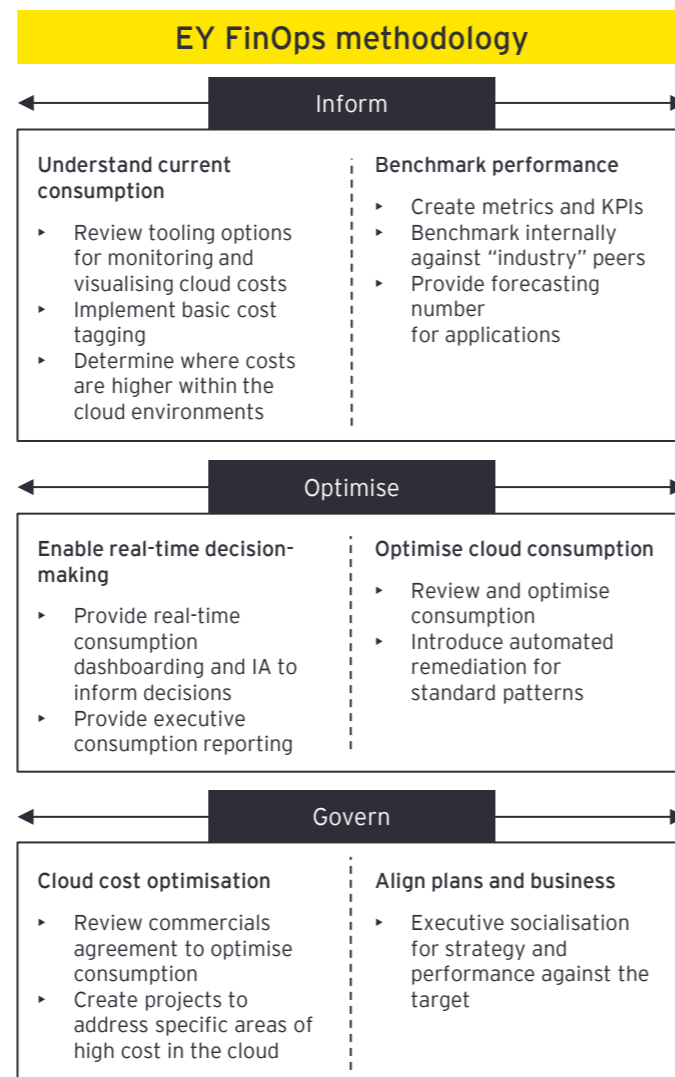 EY FinOps methodology
Inform
Understand current
consumption
‣ Review tooling options
for monitoring and
visualising cloud costs
‣ Implement basic cost
tagging
‣ Determine where costs
are higher within the
cloud environments
Benchmark performance
‣ Create metrics and KPIs
‣ Benchmark internally
against “industry” peers
‣ Provide forecasting
number
for applications
Optimise
Enable real-time decision-
making
‣ Provide real-time
consumption
dashboarding and IA to
inform decisions
‣ Provide executive
consumption reporting
Optimise cloud consumption
‣ Review and optimise
consumption
‣ Introduce automated
remediation for
standard patterns
Govern
Cloud cost optimisation
‣ Review commercials
agreement to optimise
consumption
‣ Create projects to
address specific areas of
high cost in the cloud
Align plans and business
‣ Executive socialisation
for strategy and
performance against the
target